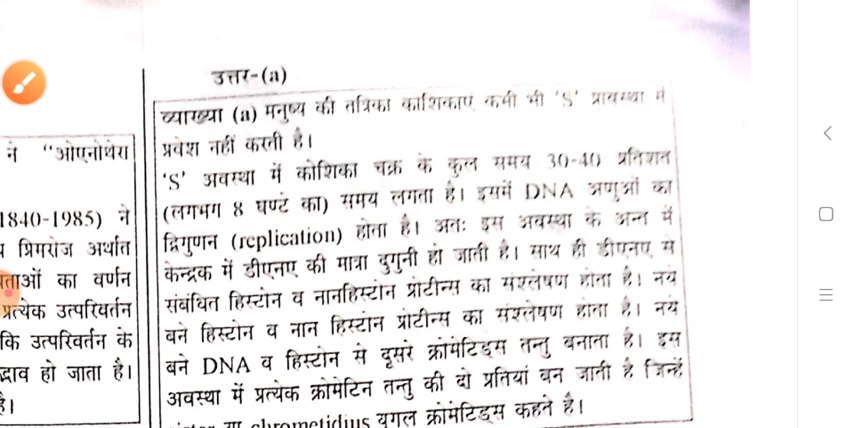 ने "ओएनोथेरा
1840-1985) ने
प्रिमरोज अर्थात
ताओं का वर्णन
प्रत्येक उत्परिवर्तन
कि उत्परिवर्तन के
द्भाव हो जाता है।
है।
उत्तर-(a)
व्याख्या (a) मनुष्य की तंत्रिका कोशिकाएं कभी भी 'S' प्रावस्था में
प्रवेश नहीं करती है।
'S' अवस्था में कोशिका चक्र के कुल समय 30-40 प्रतिशत
(लगभग 8 घण्टे का) समय लगता है। इसमें DNA अणुओं का
द्विगुणन (replication) होता है। अतः इस अवस्था के अन्त में
केन्द्रक में डीएनए की मात्रा दुगुनी हो जाती है। साथ ही डीएनए से
संबंधित हिस्टोन व नानहिस्टोन प्रोटीन्स का संश्लेषण होता है। नये
बने हिस्टोन व नान हिस्टोन प्रोटीन्स का संश्लेषण होता है। नये
बने DNA व हिस्टोन से दूसरे क्रोमेटिड्स तन्तु बनाता है। इस
अवस्था में प्रत्येक क्रोमेटिन तन्तु की दो प्रतियां बन जाती है जिन्हें
या chrometidius युगल क्रोमेटिड्स कहते है।